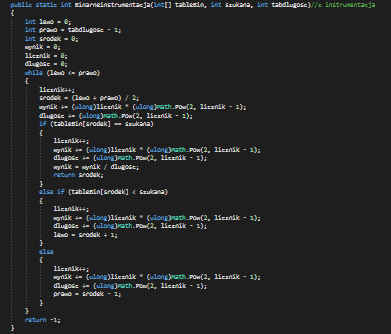 public static int BinarneInstrumentacja(int[] tableBin, int szukana, int tabdlugosc)//z instrumentacja
{
int lewo = 0;
int prawo = tabdlugosc - 1;
int srodek = 0;
wynik = 0;
licznik = 0;
dlugosc = 0;
while (lewo <= prawo)
{
licznik++;
srodek = (lewo + prawo) / 2;
wynik += (ulong)licznik * (ulong)Math.Pow(2, licznik - 1);
dlugosc += (ulong)Math.Pow(2, licznik - 1);
if (tableBin[srodek] == szukana)
{
licznik++;
wynik += (ulong)licznik * (ulong)Math.Pow(2, licznik - 1);
dlugosc += (ulong)Math.Pow(2, licznik - 1);
wynik = wynik / dlugosc;
return srodek;
}
else if (tableBin[srodek] < szukana)
{
licznik++;
wynik += (ulong)licznik * (ulong)Math.Pow(2, licznik - 1);
dlugosc += (ulong)Math.Pow(2, licznik - 1);
lewo = srodek + 1;
}
else
{
licznik++;
wynik += (ulong)licznik * (ulong)Math.Pow(2, licznik - 1);
dlugosc += (ulong)Math.Pow(2, licznik - 1);
prawo = srodek - 1;
}
}
return -1;
}